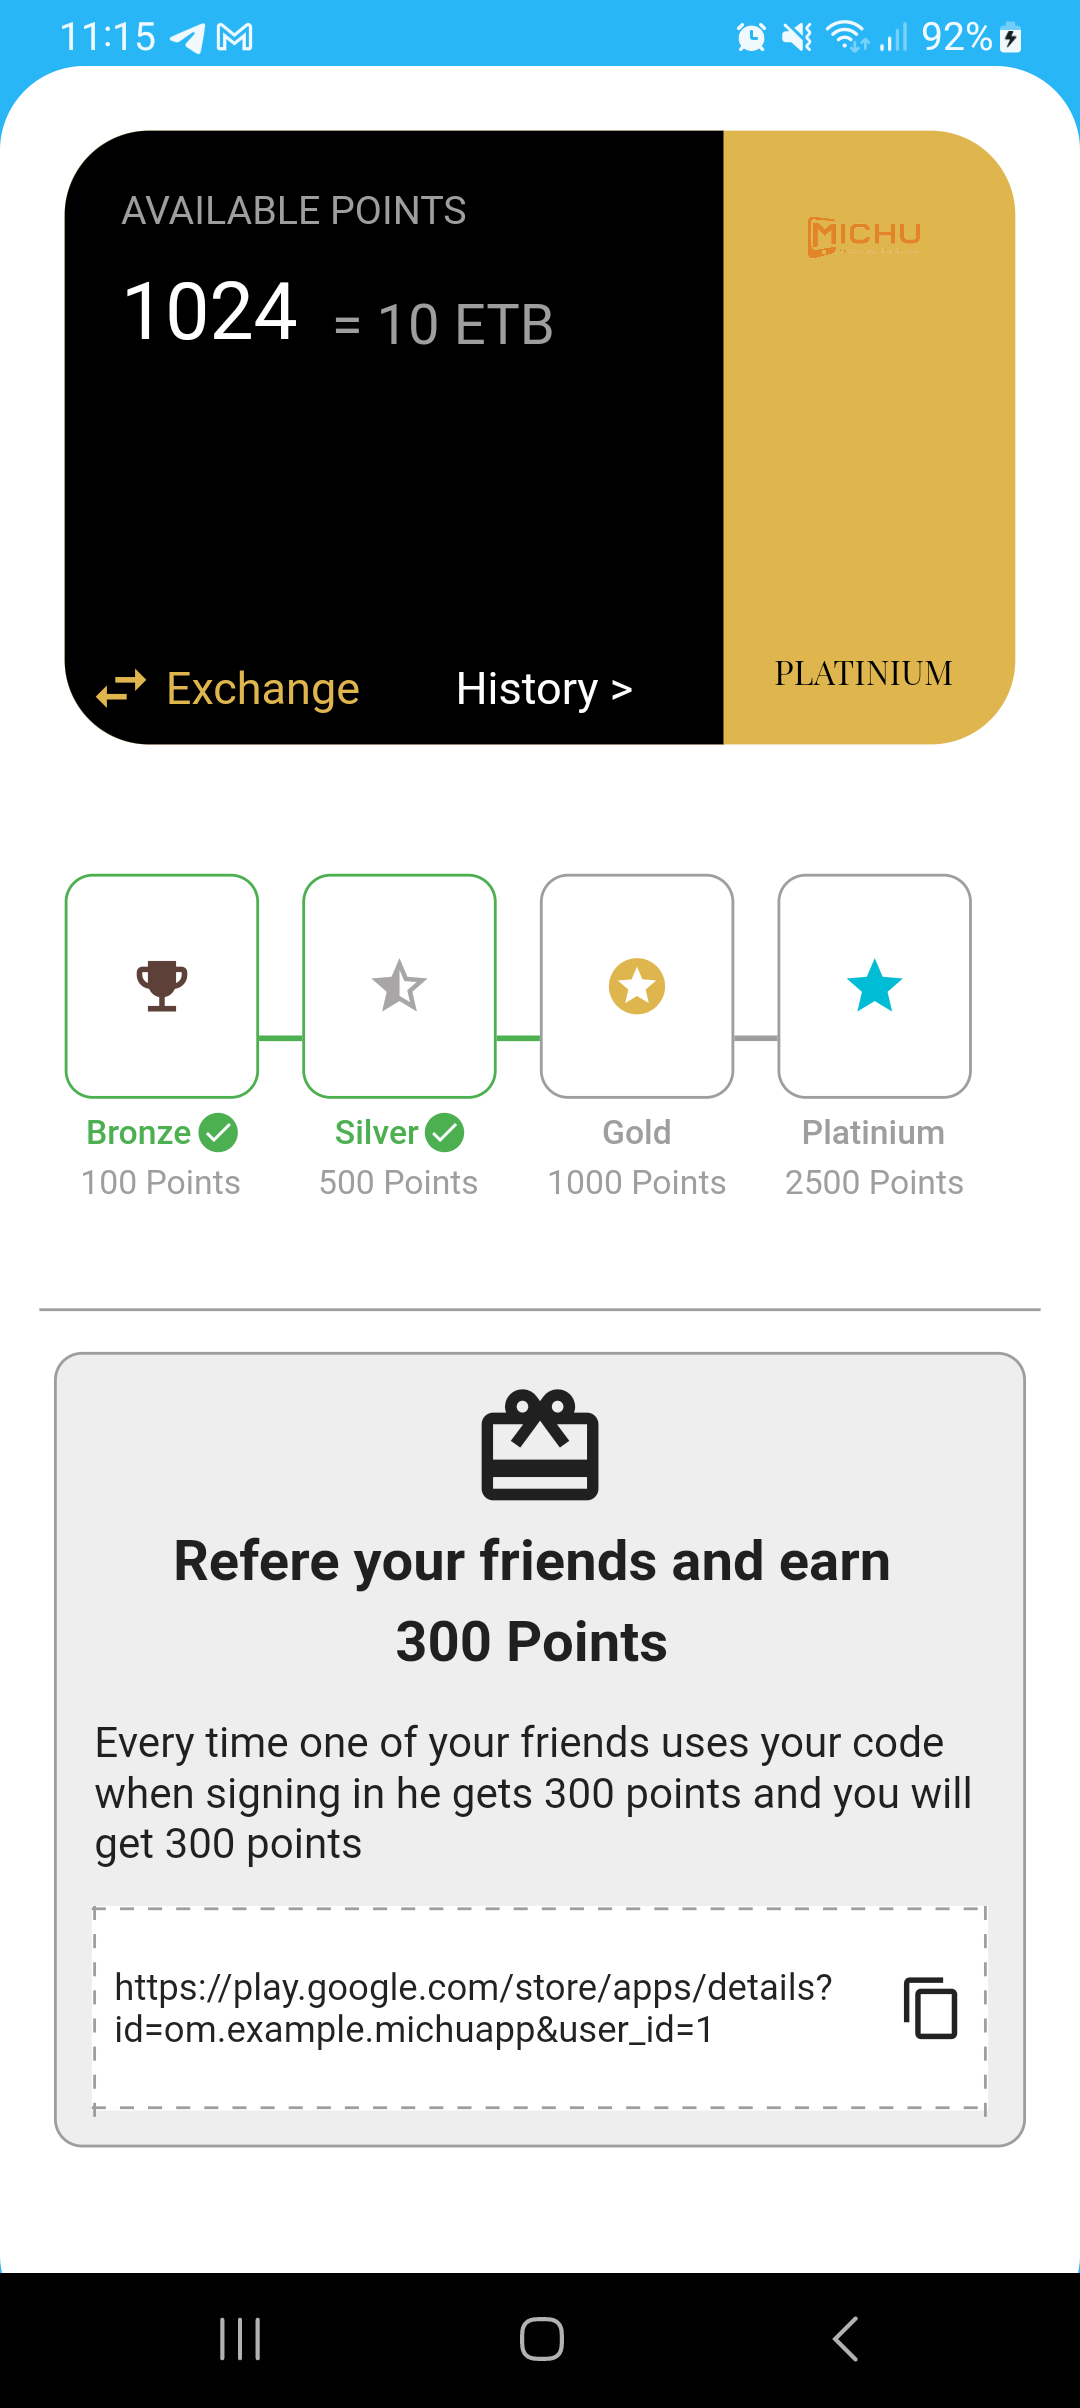 11:15
92%
AVAILABLE POINTS
1024 = 10 ETB
MICHU
Exchange
History >
PLATINIUM
Bronze
Silver
Gold
Platinium
100 Points
500 Points
1000 Points
2500 Points
Refere your friends and earn
300 Points
Every time one of your friends uses your code
when signing in he gets 300 points and you will
get 300 points
https://play.google.com/store/apps/details?
id=om.example.michuapp&user_id=1